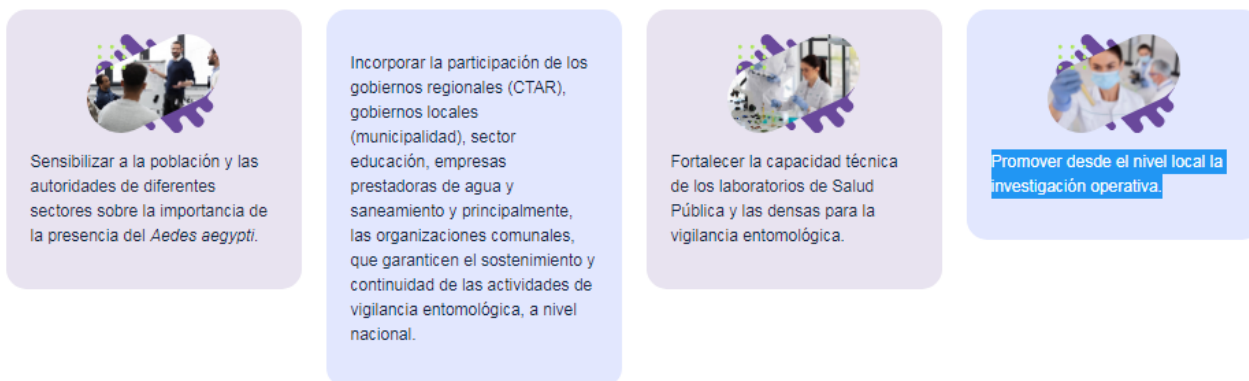 Sensibilizar a la población y las
autoridades de diferentes
sectores sobre la importancia de
la presencia del Aedes aegypti.
Incorporar la participación de los
gobiernos regionales (CTAR),
gobiernos locales
(municipalidad), sector
educación, empresas
prestadoras de agua y
saneamiento y principalmente,
las organizaciones comunales,
que garanticen el sostenimiento y
continuidad de las actividades de
vigilancia entomológica, a nivel
nacional.
Fortalecer la capacidad técnica
de los laboratorios de Salud
Pública y las densas para la
vigilancia entomológica.
Promover desde el nivel local la
investigación operativa.